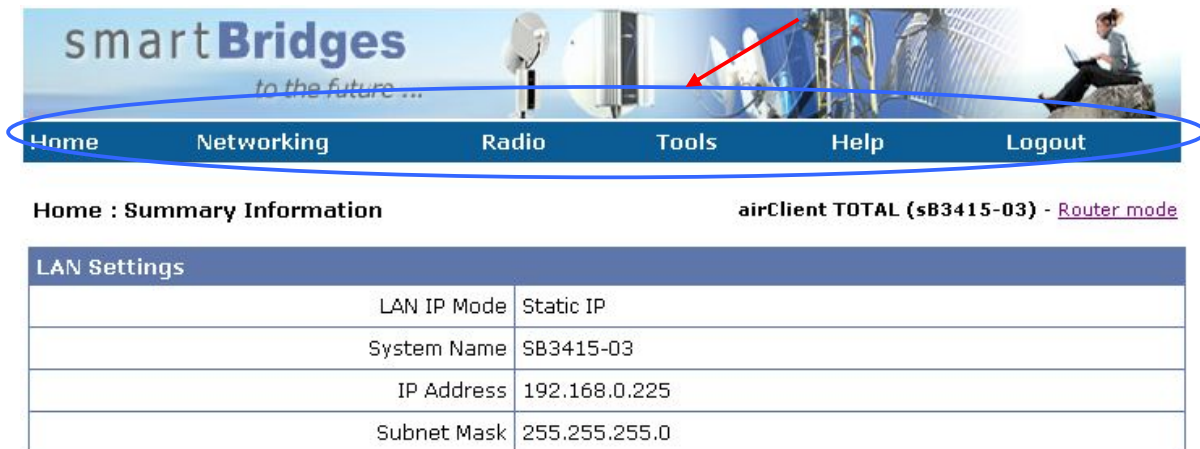 smartBridges
to the future ...
Home Networking Radio Tools Help Logout
Home : Summary Information airClient TOTAL (sB3415-03) - Router mode
LAN Settings
LAN IP Mode Static IP
System Name SB3415-03
IP Address 192.168.0.225
Subnet Mask 255.255.255.0